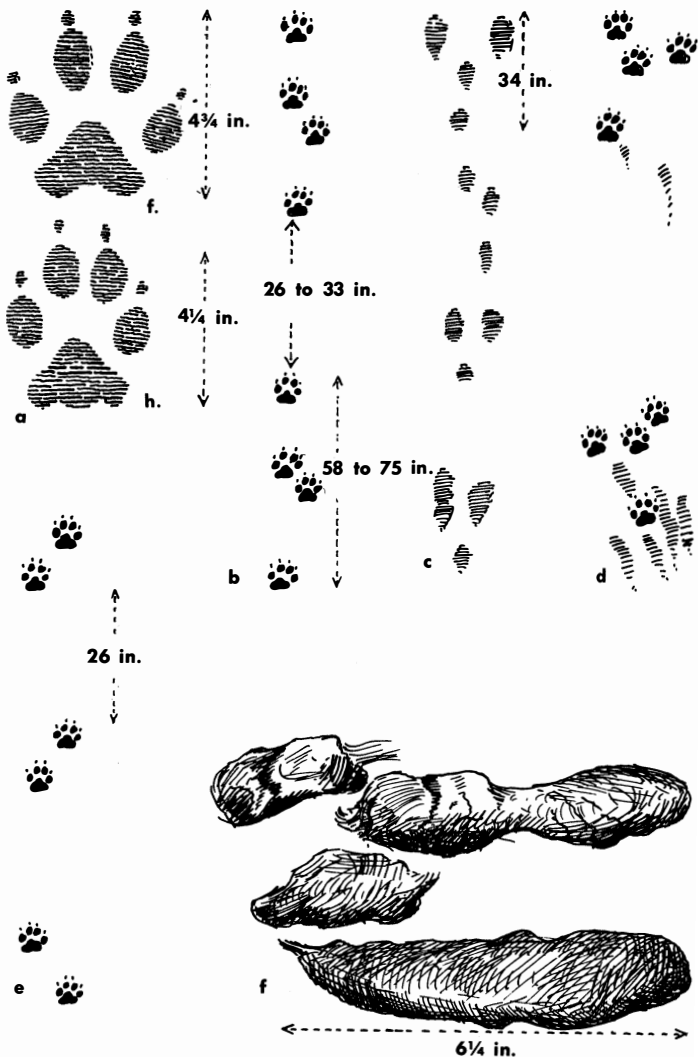 4¾ in.
34 in.
f.
26 to 33 in.
4¼ in.
h.
a
58 to 75 in.
b
c
d
26 in.
e
f
6¼ in.